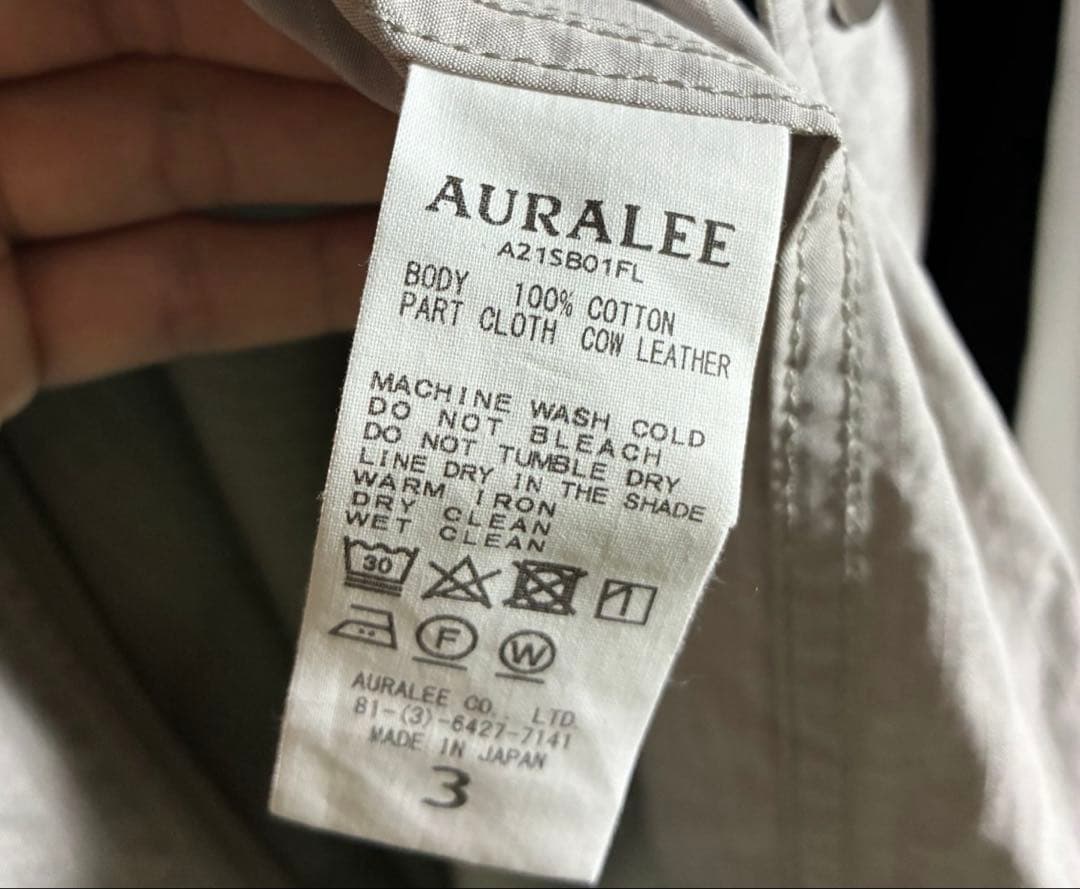 AURALEE
A21SB01FL
BODY 100% COTTON
PART CLOTH COW LEATHER
MACHINE WASH COLD
DO NOT BLEACH
DO NOT TUMBLE DRY
LINE DRY IN THE SHADE
WARM IRON
DRY CLEAN
WET CLEAN
30
F W
AURALEE CO., LTD.
81-(3)-6427-7141
MADE IN JAPAN
3